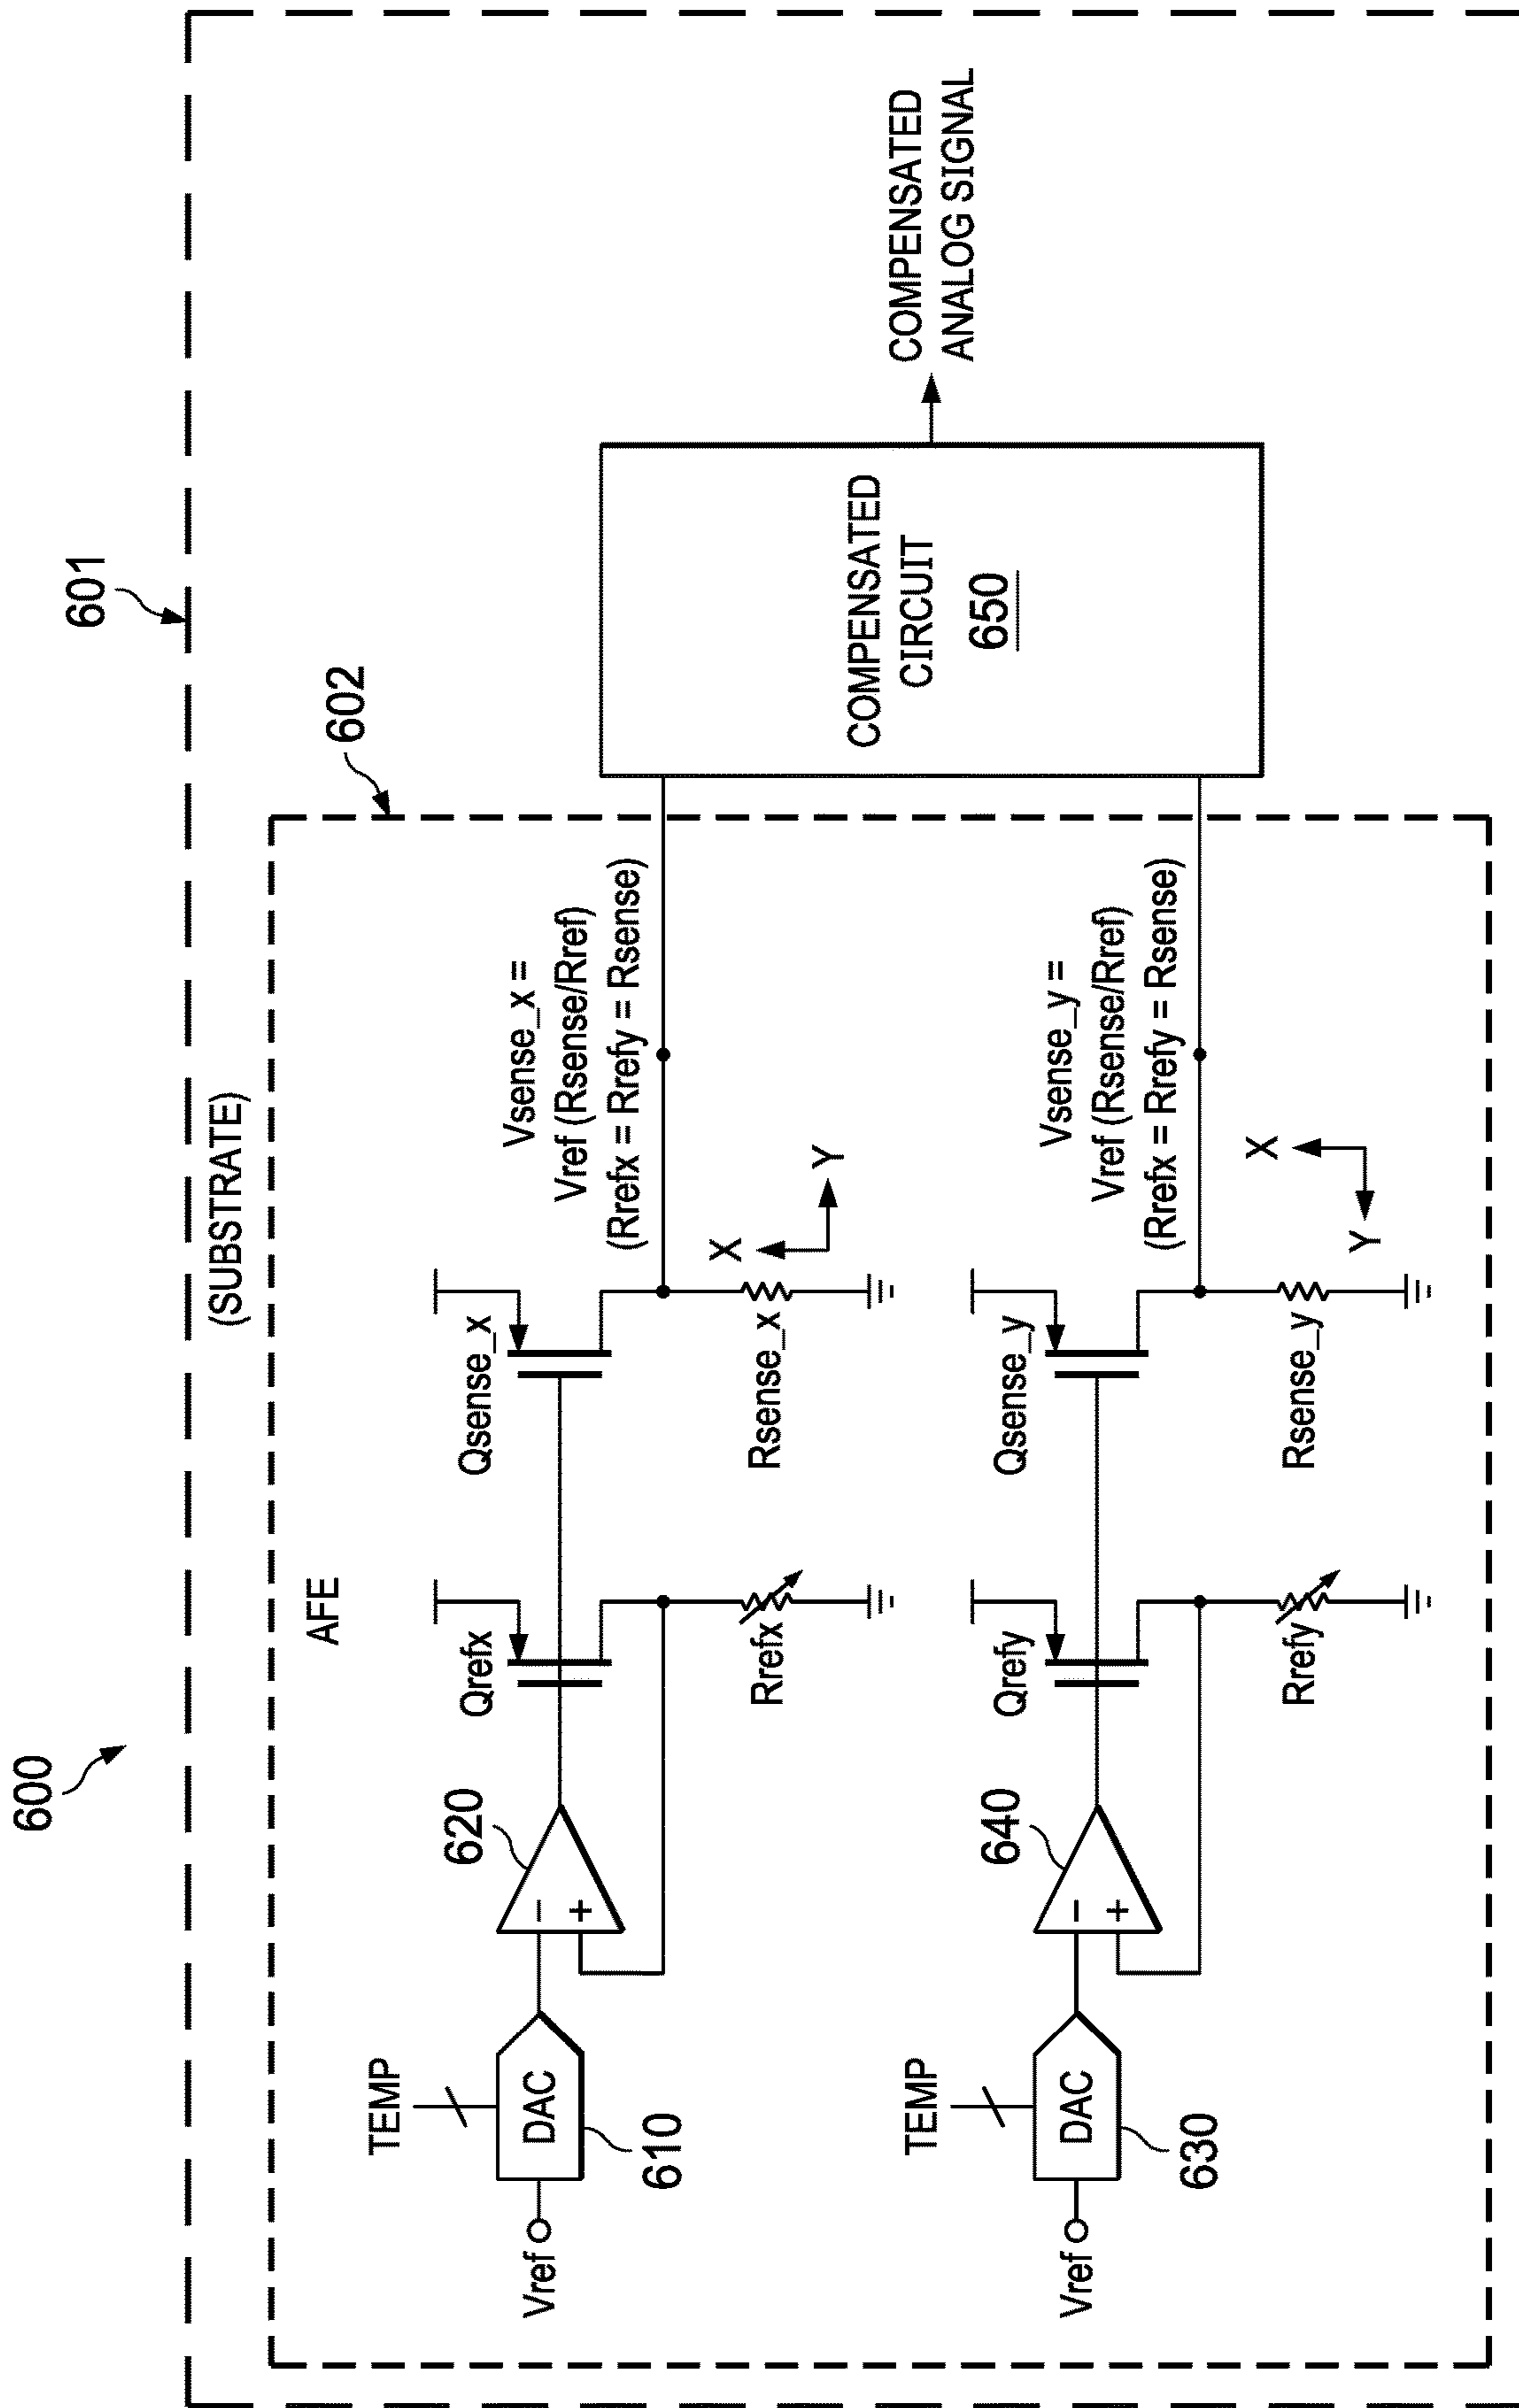 600
601
(SUBSTRATE)
602
AFE
TEMP
Vref
DAC
610
620
Qrefx
Rrefx
Qsense_x
Rsense_x
X
Y
Vsense_x =
Vref (Rsense/Rref)
(Rrefx = Rrefy = Rsense)
TEMP
Vref
DAC
630
640
Qrefy
Rrefy
Qsense_y
Rsense_y
X
Y
Vsense_y =
Vref (Rsense/Rref)
(Rrefx = Rrefy = Rsense)
COMPENSATED
CIRCUIT
650
COMPENSATED
ANALOG SIGNAL
−
+
−
+